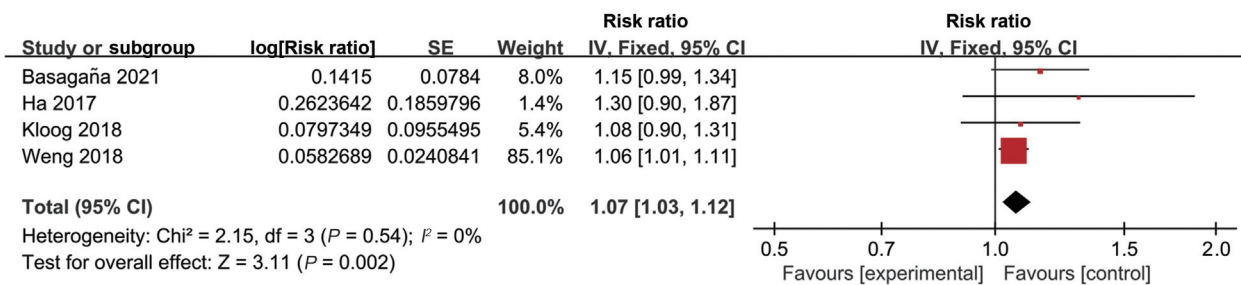 Risk ratio Risk ratio
Study or subgroup log[Risk ratio] SE Weight IV, Fixed, 95% CI IV, Fixed, 95% CI
Basagaña 2021 0.1415 0.0784 8.0% 1.15 [0.99, 1.34]
Ha 2017 0.2623642 0.1859796 1.4% 1.30 [0.90, 1.87]
Kloog 2018 0.0797349 0.0955495 5.4% 1.08 [0.90, 1.31]
Weng 2018 0.0582689 0.0240841 85.1% 1.06 [1.01, 1.11]
Total (95% CI) 100.0% 1.07 [1.03, 1.12]
Heterogeneity: Chi² = 2.15, df = 3 (P = 0.54); I² = 0%
Test for overall effect: Z = 3.11 (P = 0.002)
0.5 0.7 1.0 1.5 2.0
Favours [experimental] Favours [control]